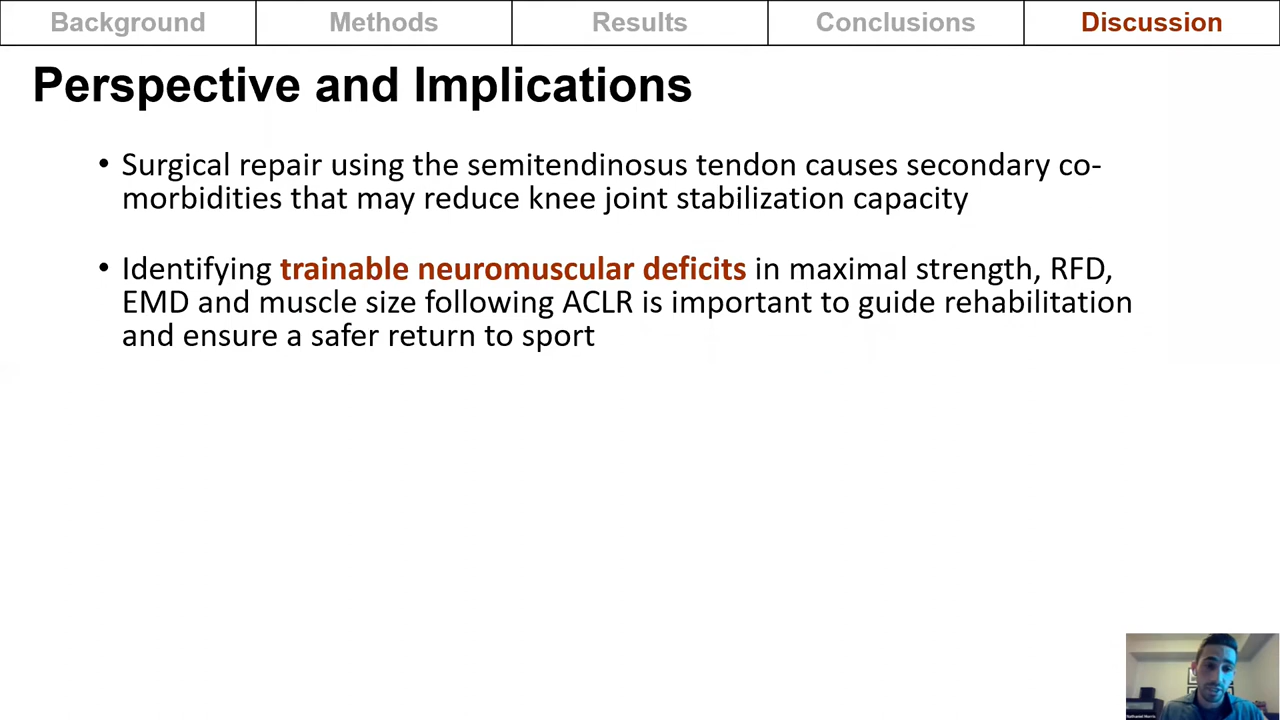 Background Methods Results Conclusions Discussion
Perspective and Implications
• Surgical repair using the semitendinosus tendon causes secondary co-
morbidities that may reduce knee joint stabilization capacity
• Identifying trainable neuromuscular deficits in maximal strength, RFD,
EMD and muscle size following ACLR is important to guide rehabilitation
and ensure a safer return to sport